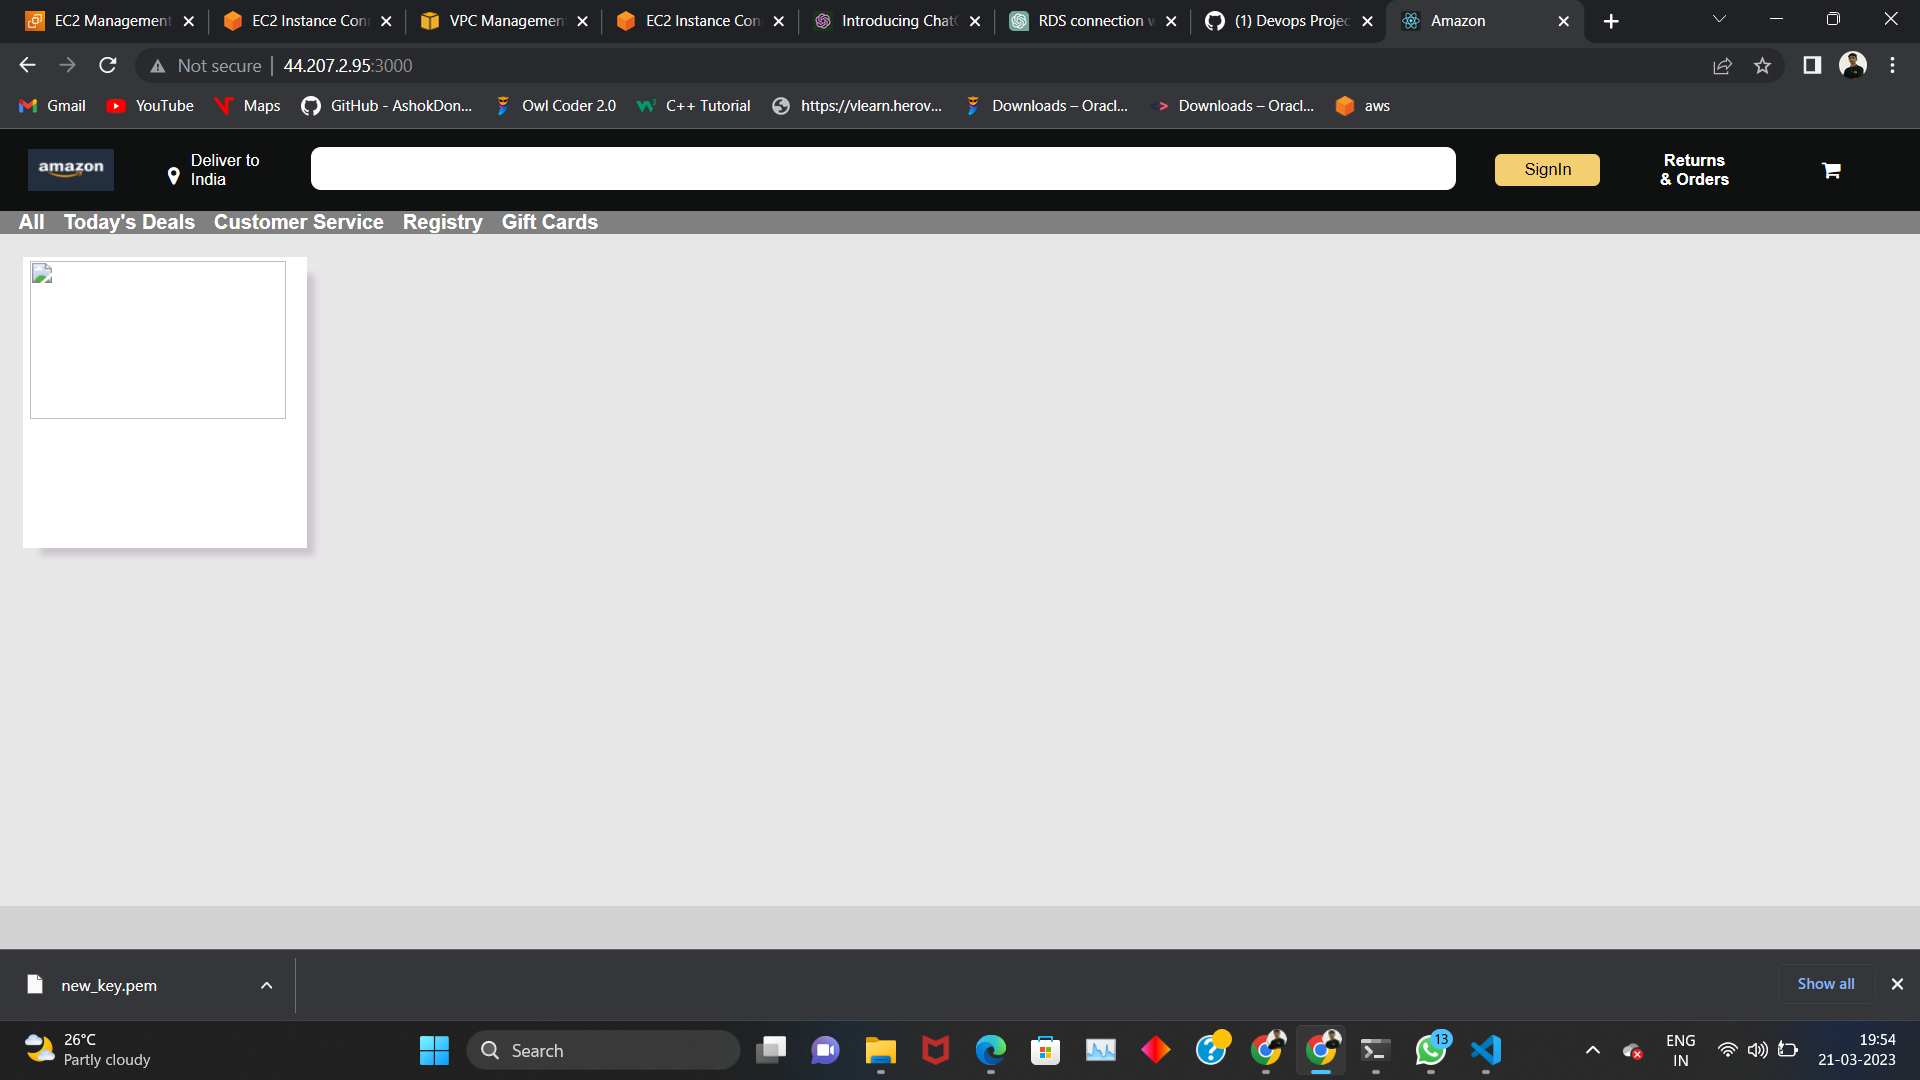 EC2 Management
EC2 Instance Con
VPC Managemen
EC2 Instance Con
Introducing Chat
RDS connection
(1) Devops Projec
Amazon
Not secure
44.207.2.95:3000
Gmail
YouTube
Maps
GitHub - AshokDon...
Owl Coder 2.0
C++ Tutorial
https://vlearn.herov...
Downloads – Oracl...
Downloads – Oracl...
aws
amazon
Deliver to
India
SignIn
Returns
& Orders
All
Today's Deals
Customer Service
Registry
Gift Cards
new_key.pem
Show all
26°C
Partly cloudy
Search
13
ENG
IN
19:54
21-03-2023